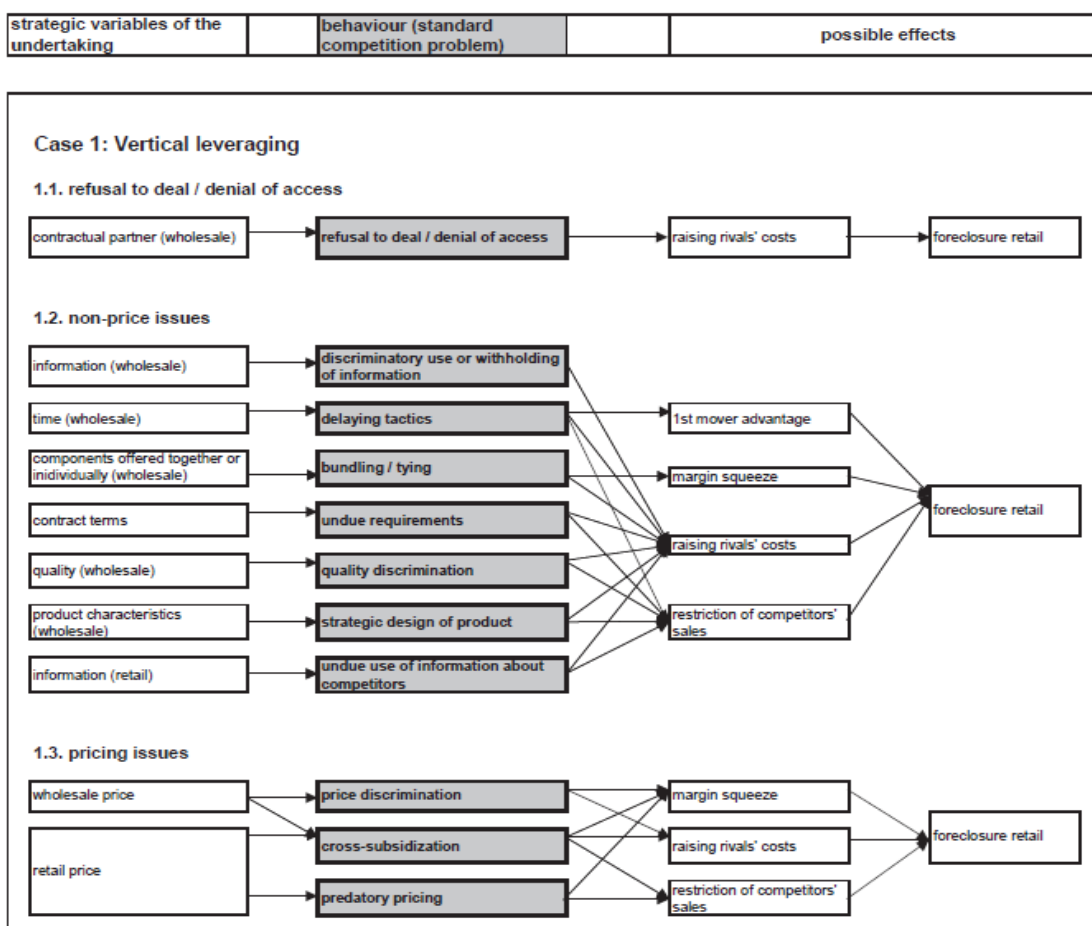 strategic variables of the
undertaking
behaviour (standard
competition problem)
possible effects
Case 1: Vertical leveraging
1.1. refusal to deal / denial of access
contractual partner (wholesale)
refusal to deal / denial of access
raising rivals' costs
foreclosure retail
1.2. non-price issues
information (wholesale)
discriminatory use or withholding
of information
time (wholesale)
delaying tactics
1st mover advantage
components offered together or
inidividually (wholesale)
bundling / tying
margin squeeze
foreclosure retail
contract terms
undue requirements
raising rivals' costs
quality (wholesale)
quality discrimination
product characteristics
(wholesale)
strategic design of product
restriction of competitors'
sales
information (retail)
undue use of information about
competitors
1.3. pricing issues
wholesale price
price discrimination
margin squeeze
retail price
cross-subsidization
raising rivals' costs
foreclosure retail
predatory pricing
restriction of competitors'
sales